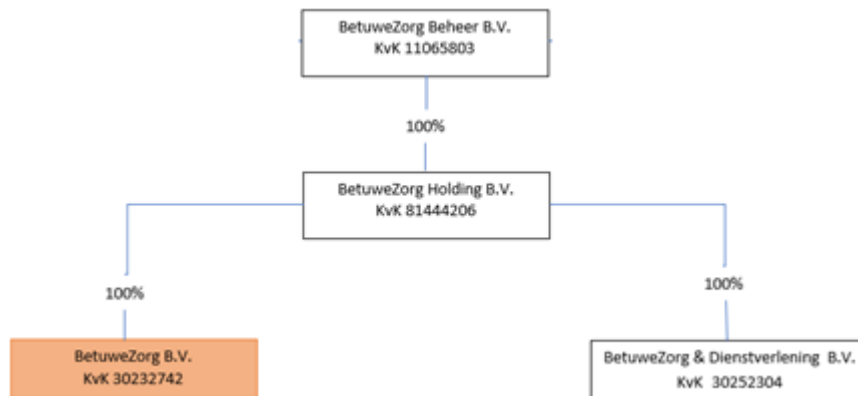 BetuweZorg Beheer B.V.
KvK 11065803
100%
BetuweZorg Holding B.V.
KvK 81444206
100%
100%
BetuweZorg B.V.
KvK 30232742
BetuweZorg & Dienstverlening B.V.
KvK 30252304